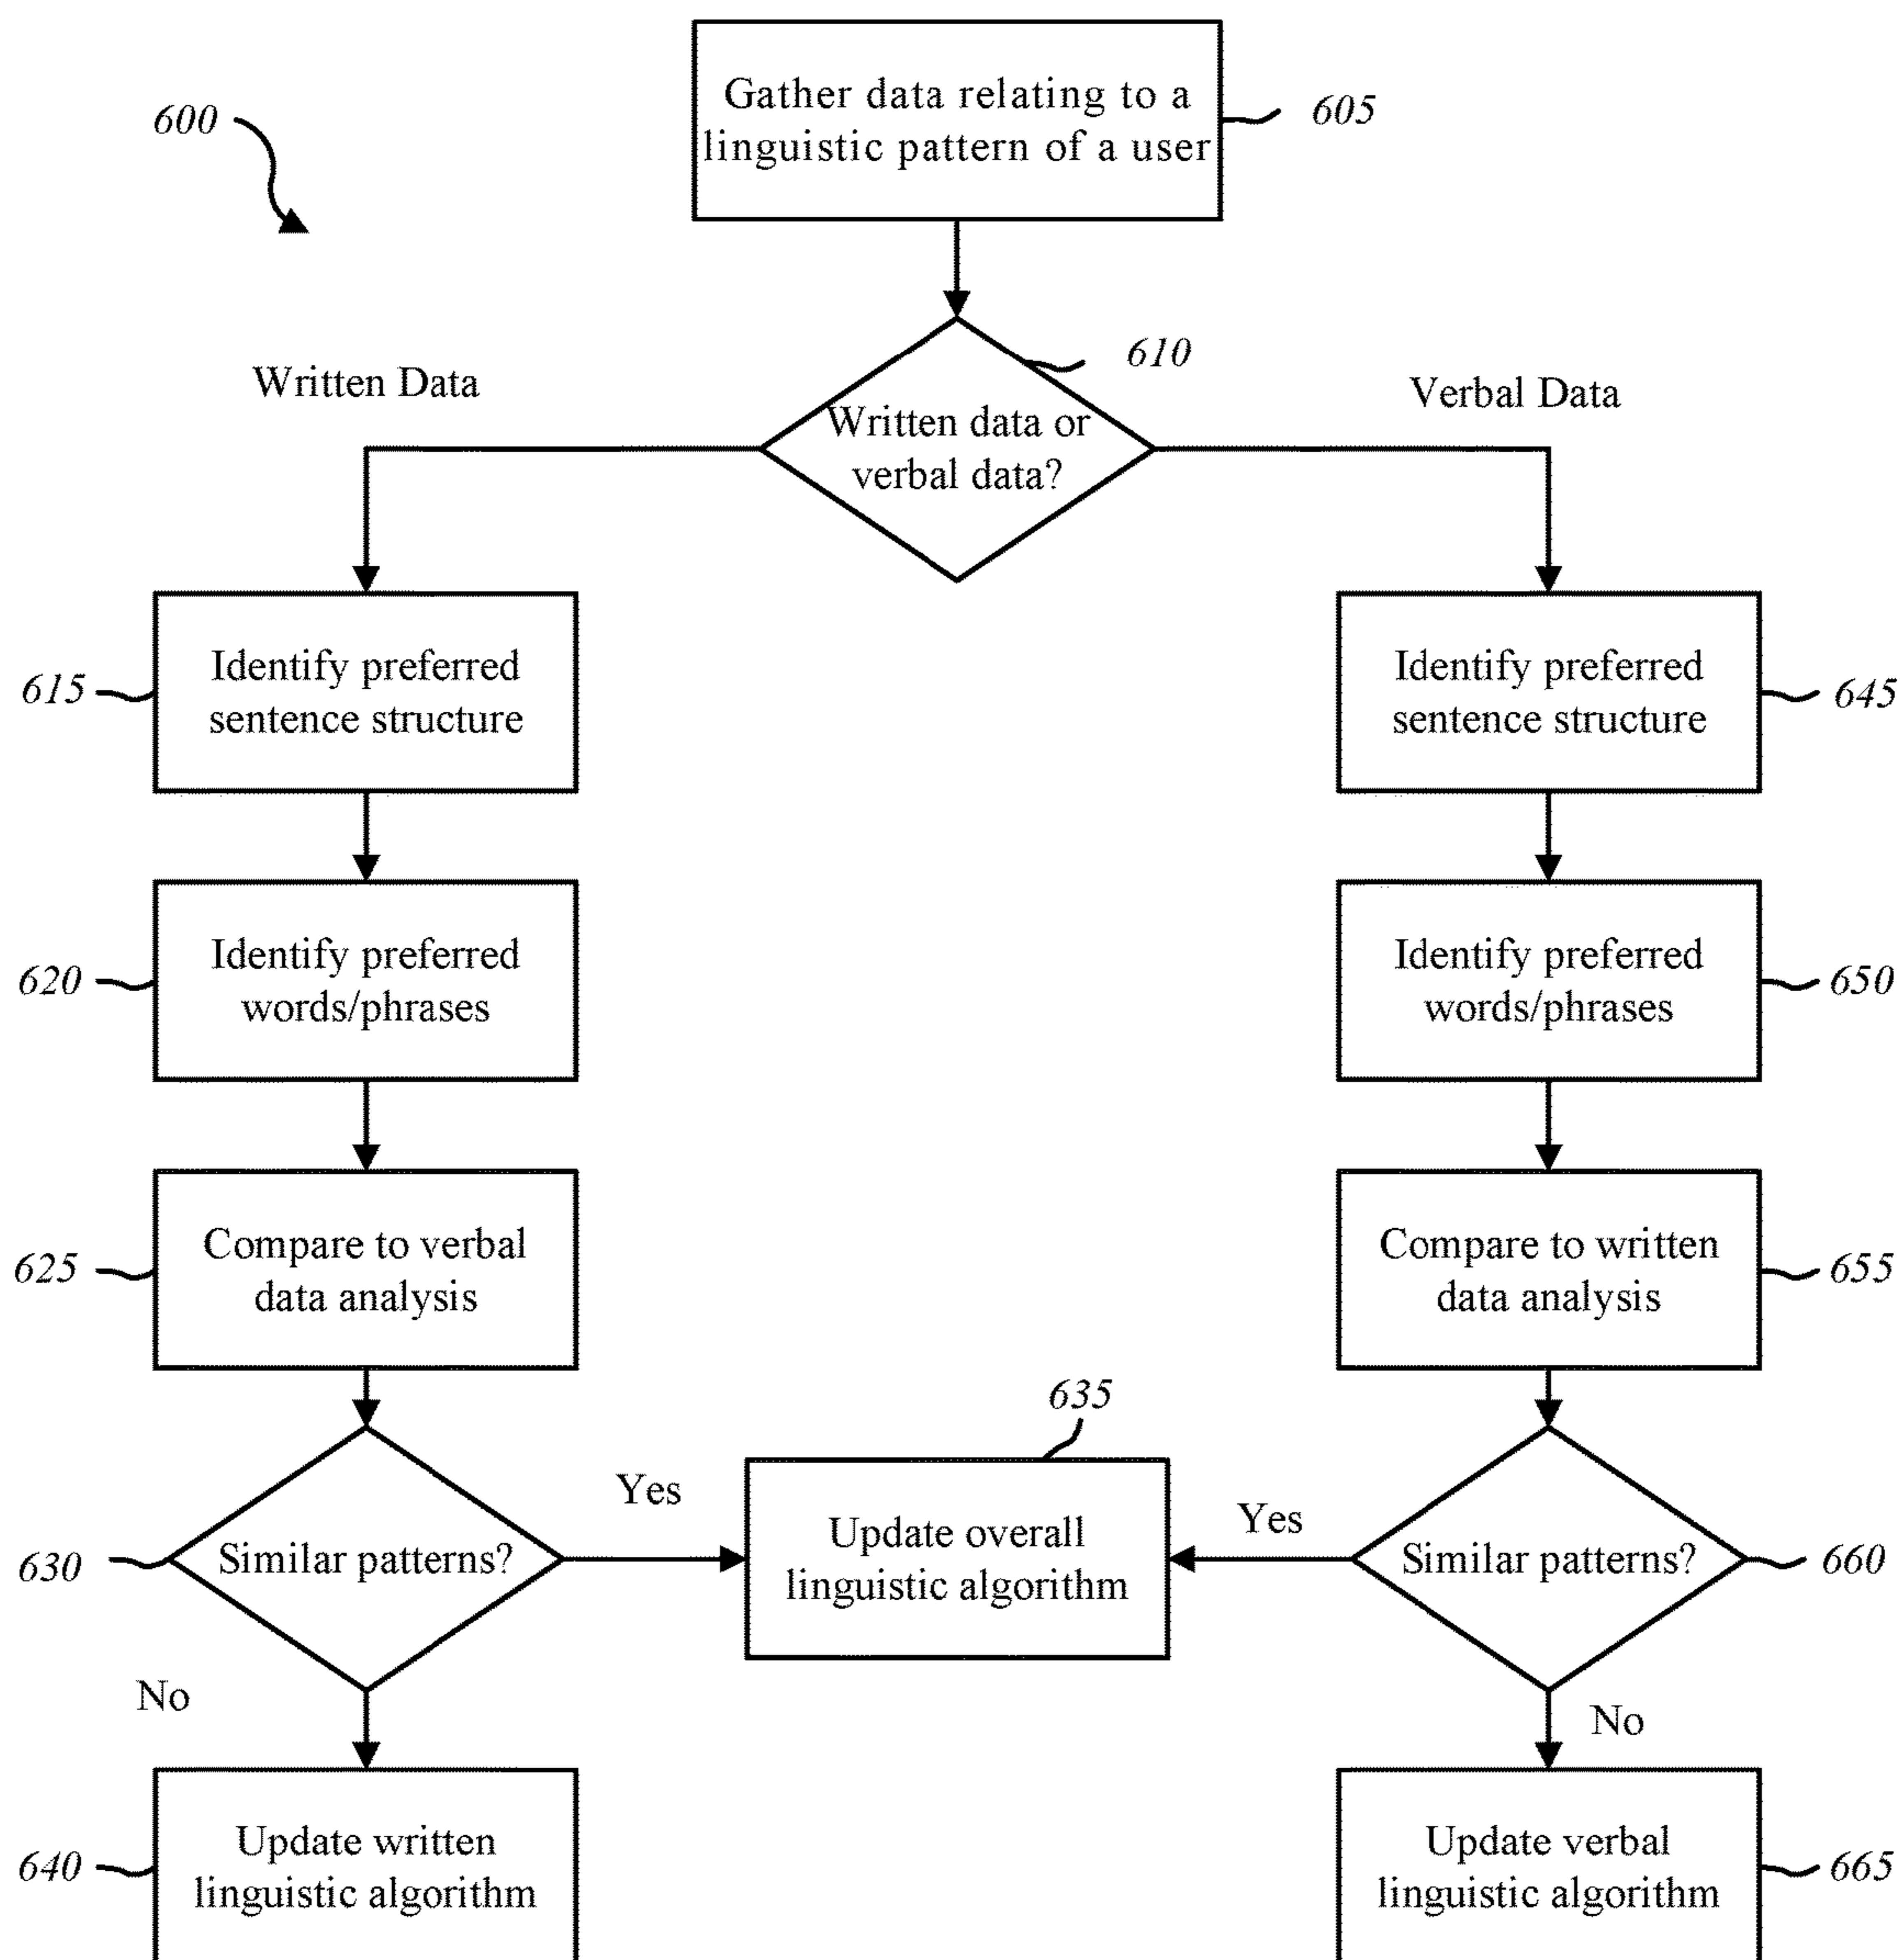 600
Gather data relating to a
linguistic pattern of a user
605
610
Written Data
Written data or
verbal data?
Verbal Data
615
Identify preferred
sentence structure
620
Identify preferred
words/phrases
625
Compare to verbal
data analysis
630
Similar patterns?
Yes
No
640
Update written
linguistic algorithm
635
Update overall
linguistic algorithm
Identify preferred
sentence structure
645
Identify preferred
words/phrases
650
Compare to written
data analysis
655
Yes
Similar patterns?
660
No
Update verbal
linguistic algorithm
665